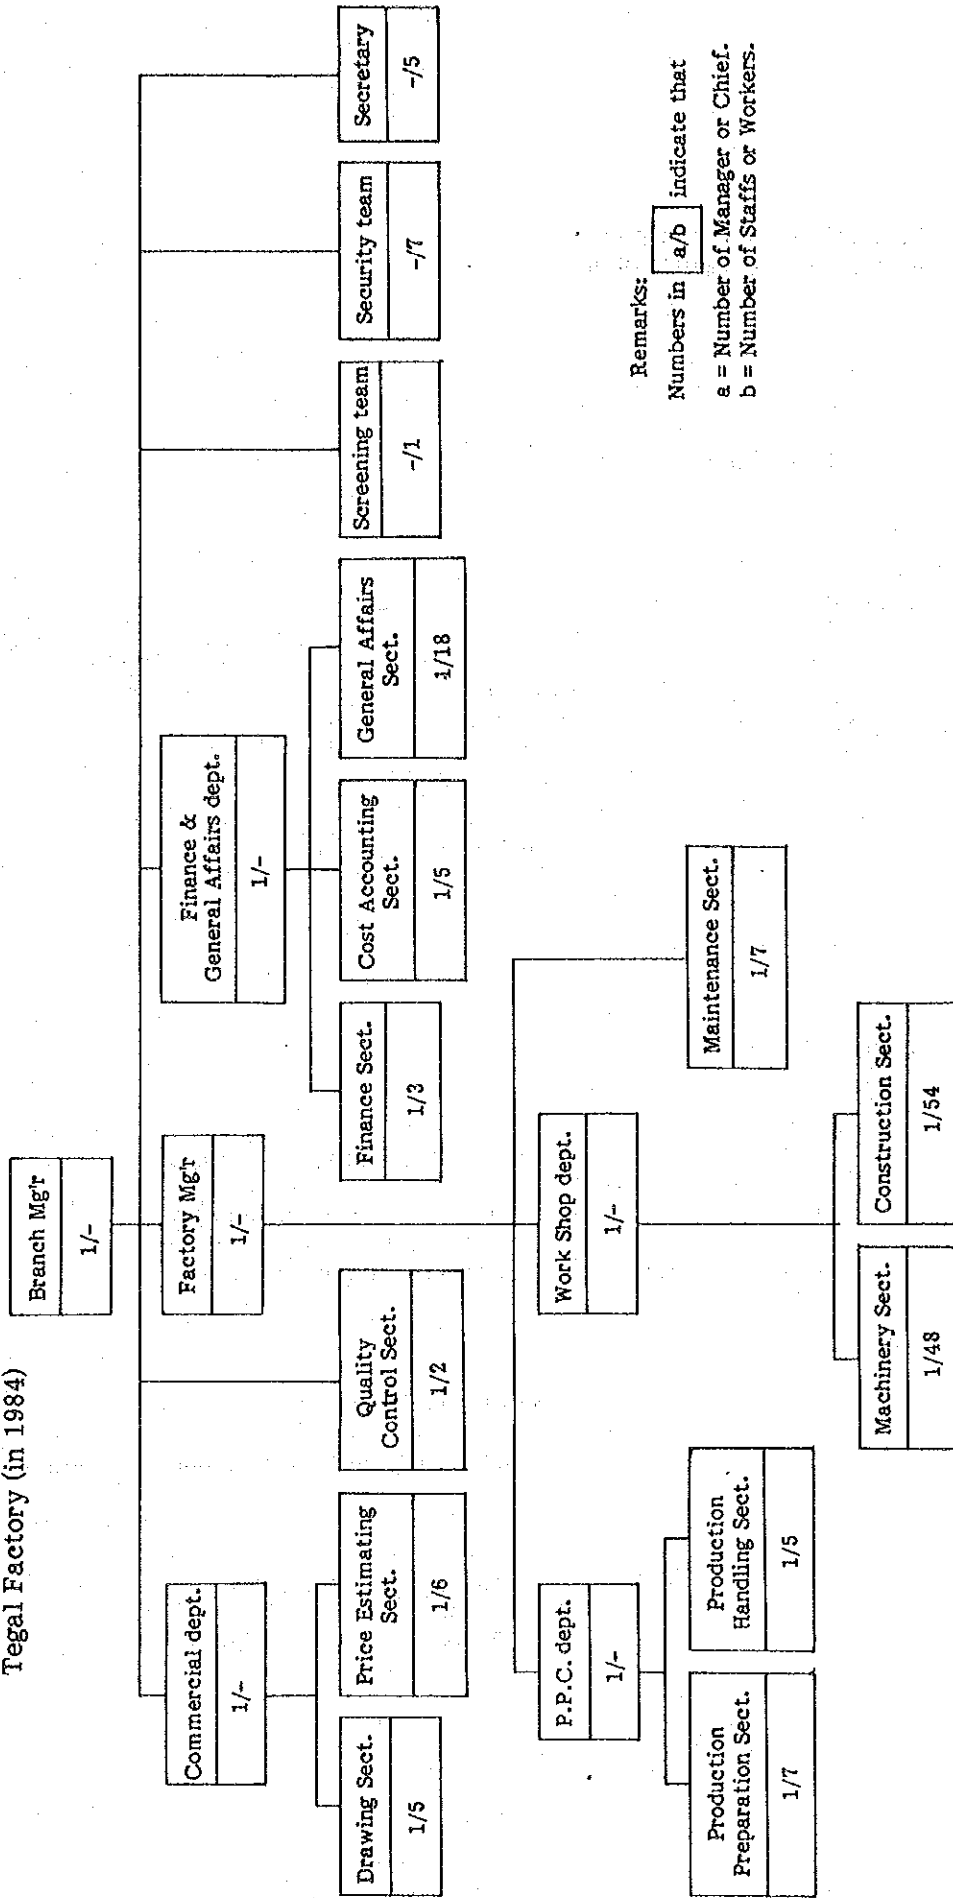 Tegal Factory (in 1984)
Branch Mg'r
1/-
Commercial dept.
1/-
Factory Mg'r
1/-
Finance &
General Affairs dept.
1/-
Drawing Sect.
1/5
Price Estimating
Sect.
1/6
Quality
Control Sect.
1/2
Finance Sect.
1/3
Cost Accounting
Sect.
1/5
General Affairs
Sect.
1/18
Screening team
-/1
Security team
-/7
Secretary
-/5
P.P.C. dept.
1/-
Work Shop dept.
1/-
Maintenance Sect.
1/7
Production
Preparation Sect.
1/7
Production
Handling Sect.
1/5
Machinery Sect.
1/48
Construction Sect.
1/54
Remarks:
Numbers in a/b indicate that
a = Number of Manager or Chief.
b = Number of Staffs or Workers.